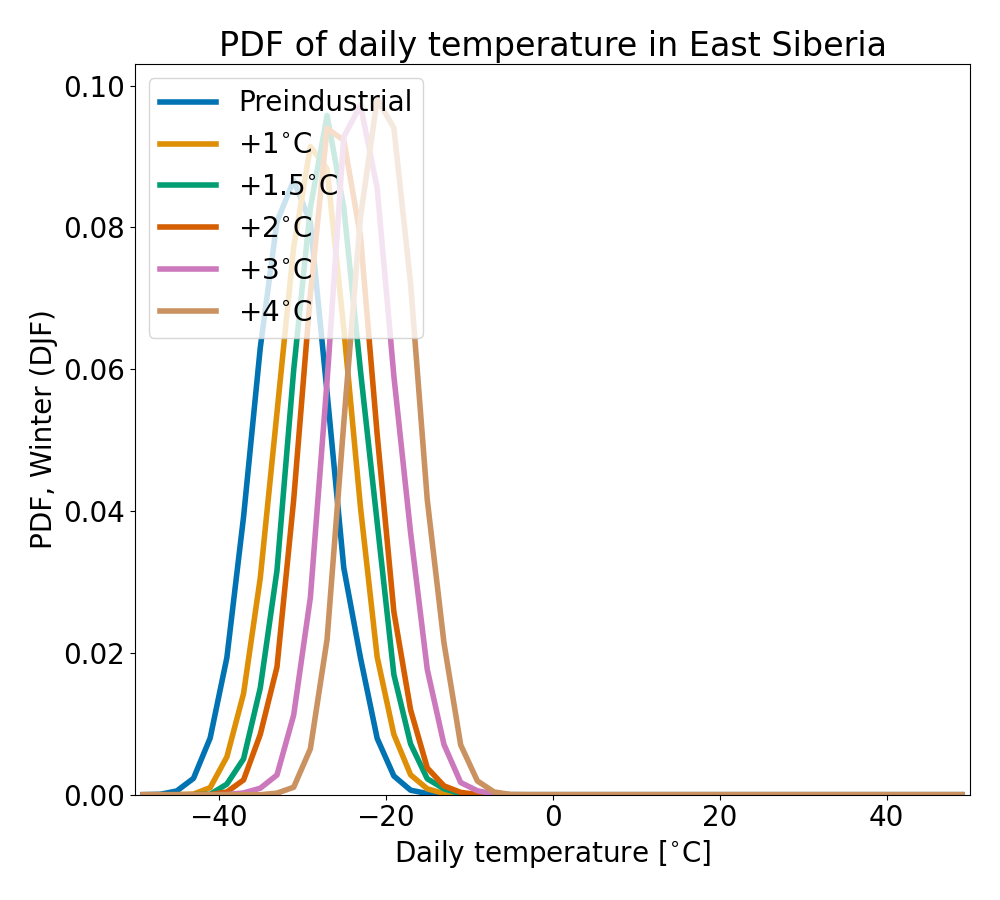 PDF of daily temperature in East Siberia
Preindustrial
+1°C
+1.5°C
+2°C
+3°C
+4°C
PDF, Winter (DJF)
0.10
0.08
0.06
0.04
0.02
0.00
−40 −20 0 20 40
Daily temperature [°C]